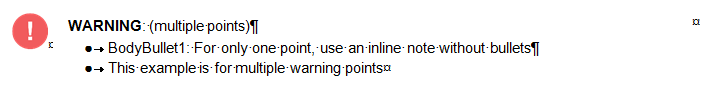 WARNING: (multiple points)¶
●→ BodyBullet1: For only one point, use an inline note without bullets¶
●→ This example is for multiple warning points¤